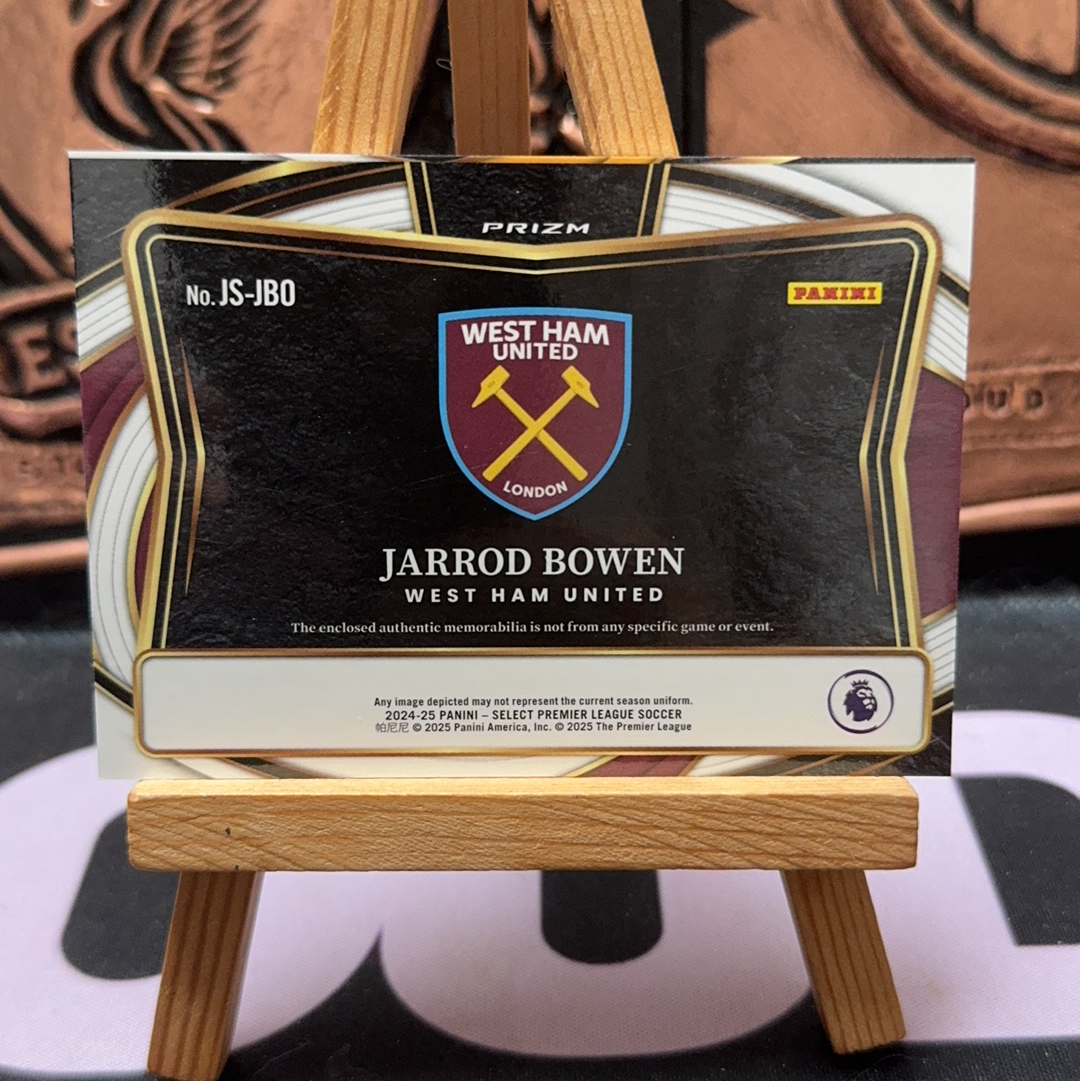 PRIZM
No. JS-JBO
PANINI
WEST HAM
UNITED
LONDON
JARROD BOWEN
WEST HAM UNITED
The enclosed authentic memorabilia is not from any specific game or event.
Any image depicted may not represent the current season uniform.
2024-25 PANINI – SELECT PREMIER LEAGUE SOCCER
帕尼尼 © 2025 Panini America, Inc. © 2025 The Premier League